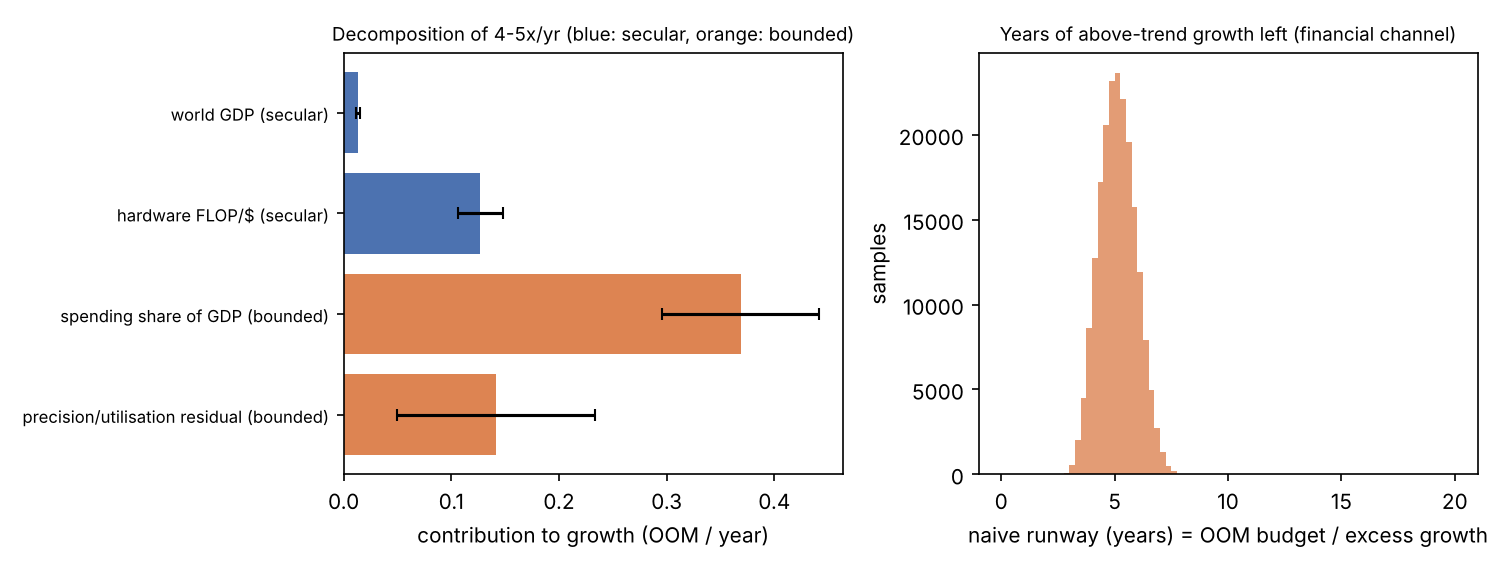 Decomposition of 4-5x/yr (blue: secular, orange: bounded)
world GDP (secular)
hardware FLOP/$ (secular)
spending share of GDP (bounded)
precision/utilisation residual (bounded)
0.0 0.1 0.2 0.3 0.4
contribution to growth (OOM / year)
Years of above-trend growth left (financial channel)
samples
20000
15000
10000
5000
0
0 5 10 15 20
naive runway (years) = OOM budget / excess growth